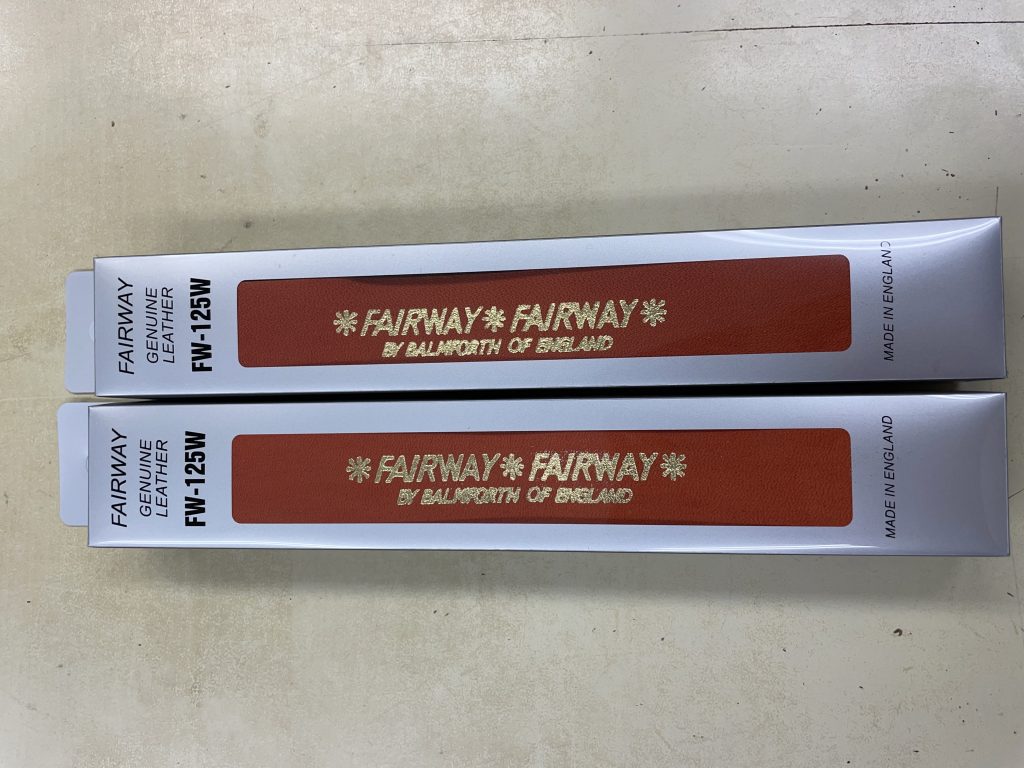 FAIRWAY
GENUINE
LEATHER
FW-125W
FAIRWAY FAIRWAY
BY BALMFORTH OF ENGLAND
MADE IN ENGLAND
FAIRWAY
GENUINE
LEATHER
FW-125W
FAIRWAY FAIRWAY
BY BALMFORTH OF ENGLAND
MADE IN ENGLAND